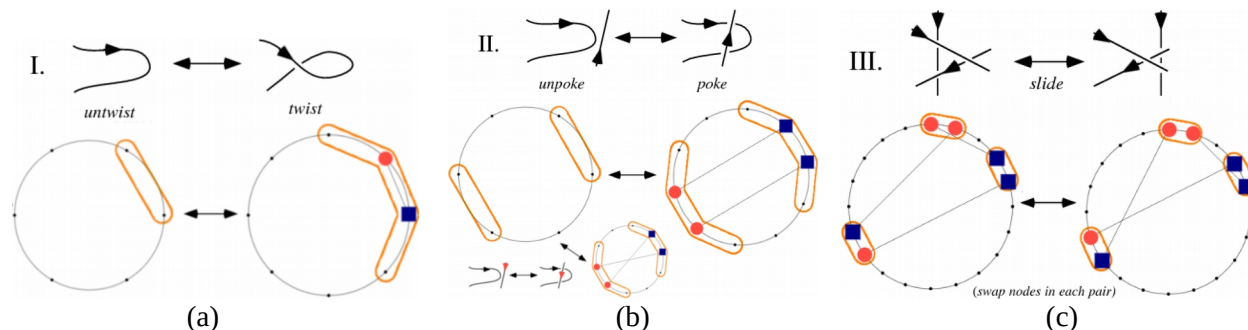 I.
untwist
twist
(a)
II.
unpoke
poke
(b)
III.
slide
(swap nodes in each pair)
(c)